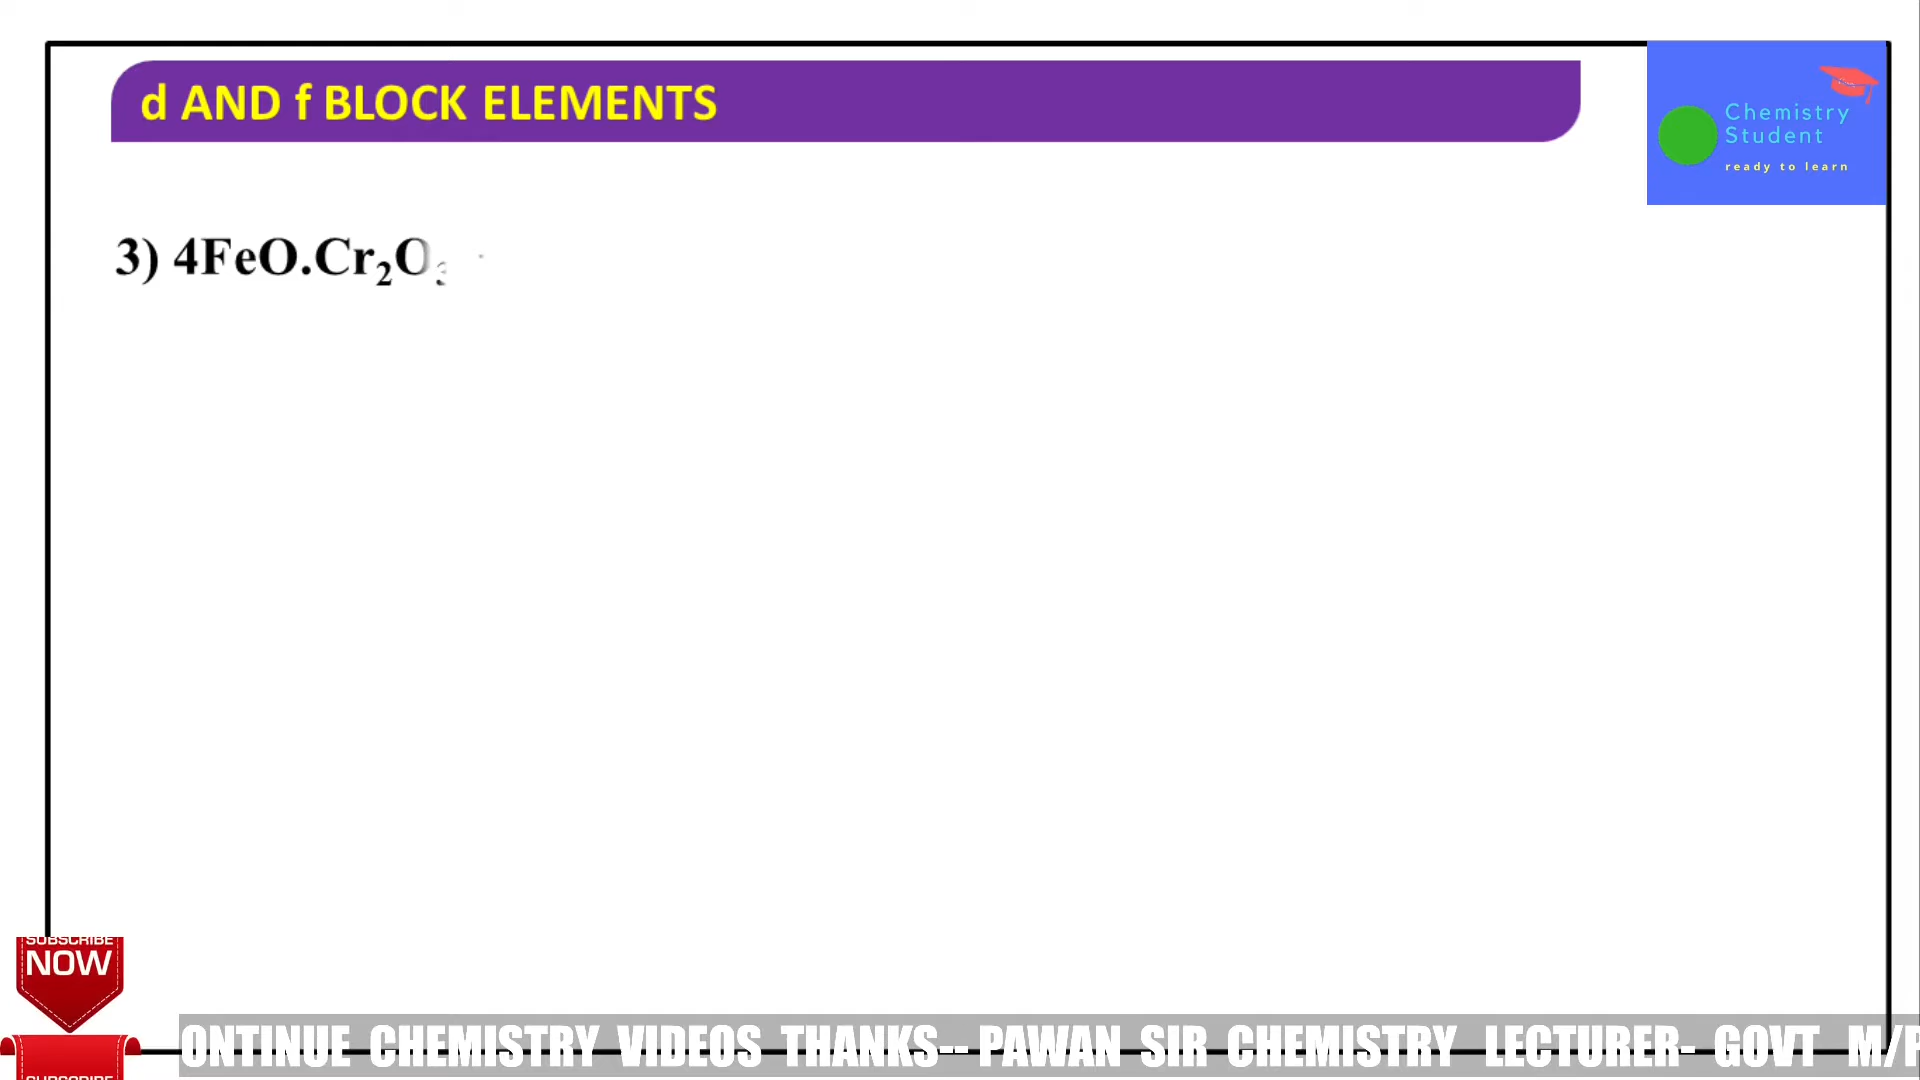 d AND f BLOCK ELEMENTS
Chemistry
Student
ready to learn
3) 4FeO.Cr₂O₃
SUBSCRIBE
NOW
ONTINUE CHEMISTRY VIDEOS THANKS-- PAWAN SIR CHEMISTRY LECTURER- GOVT M/P
SUBSCRIBE